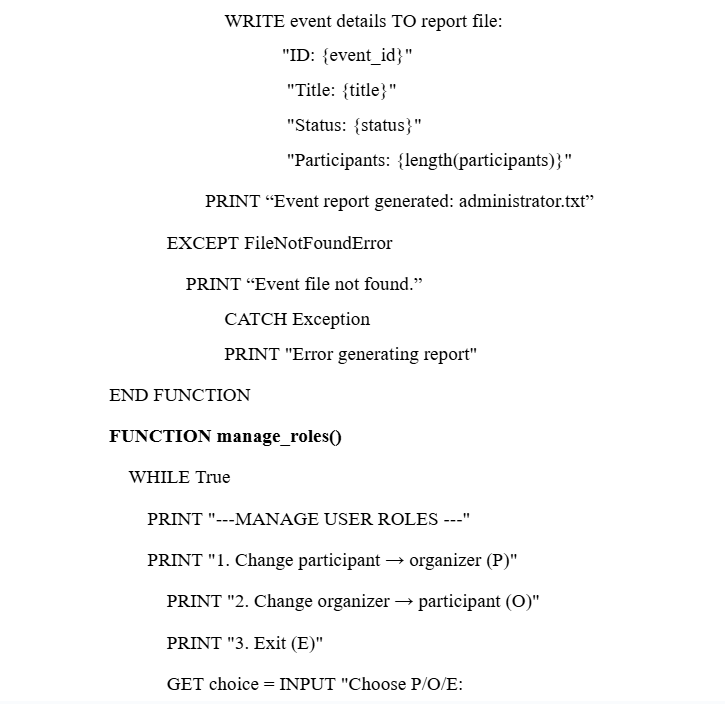 WRITE event details TO report file:
"ID: {event_id}"
"Title: {title}"
"Status: {status}"
"Participants: {length(participants)}"
PRINT “Event report generated: administrator.txt”
EXCEPT FileNotFoundError
PRINT “Event file not found.”
CATCH Exception
PRINT "Error generating report"
END FUNCTION
FUNCTION manage_roles()
WHILE True
PRINT "---MANAGE USER ROLES ---"
PRINT "1. Change participant → organizer (P)"
PRINT "2. Change organizer → participant (O)"
PRINT "3. Exit (E)"
GET choice = INPUT "Choose P/O/E: